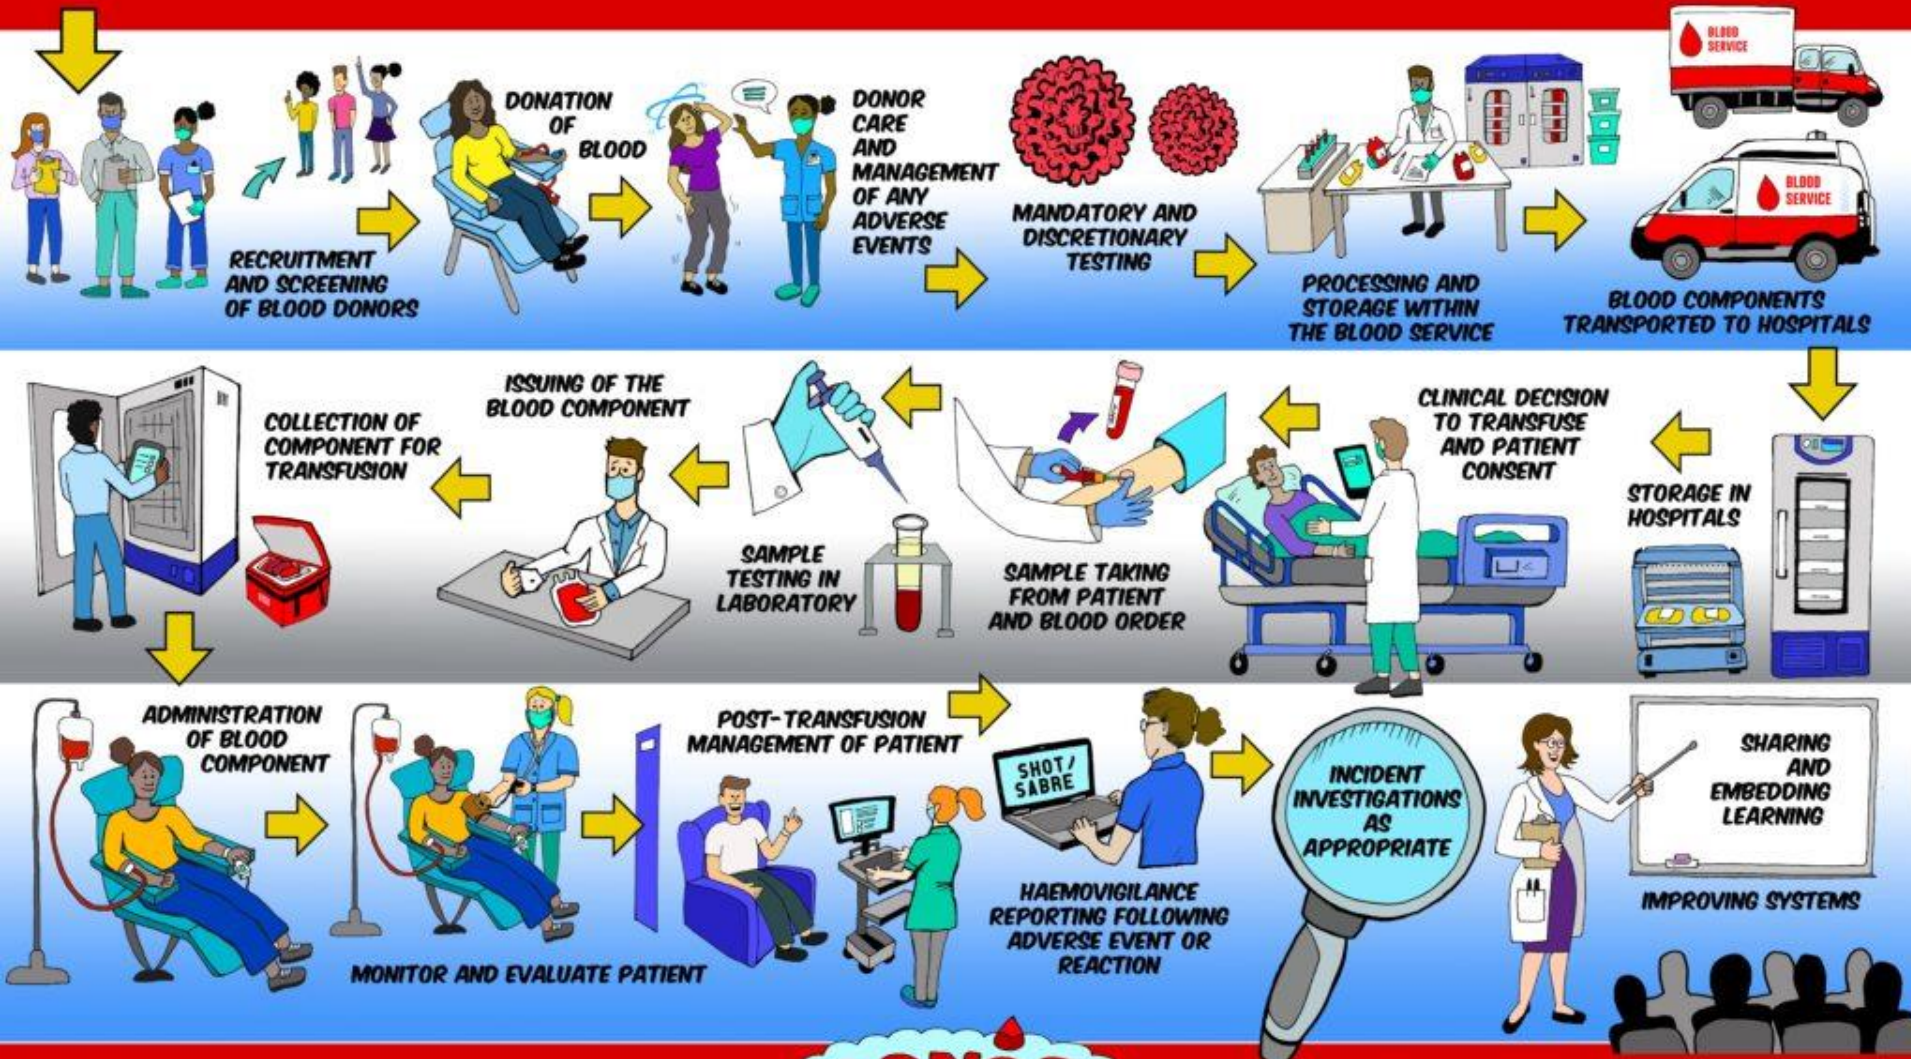 RECRUITMENT
AND SCREENING
OF BLOOD DONORS
DONATION
OF
BLOOD
DONOR
CARE
AND
MANAGEMENT
OF ANY
ADVERSE
EVENTS
MANDATORY AND
DISCRETIONARY
TESTING
PROCESSING AND
STORAGE WITHIN
THE BLOOD SERVICE
BLOOD
SERVICE
BLOOD
SERVICE
BLOOD COMPONENTS
TRANSPORTED TO HOSPITALS
STORAGE IN
HOSPITALS
CLINICAL DECISION
TO TRANSFUSE
AND PATIENT
CONSENT
SAMPLE TAKING
FROM PATIENT
AND BLOOD ORDER
SAMPLE
TESTING IN
LABORATORY
ISSUING OF THE
BLOOD COMPONENT
COLLECTION OF
COMPONENT FOR
TRANSFUSION
ADMINISTRATION
OF BLOOD
COMPONENT
MONITOR AND EVALUATE PATIENT
POST-TRANSFUSION
MANAGEMENT OF PATIENT
SHOT/
SABRE
HAEMOVIGILANCE
REPORTING FOLLOWING
ADVERSE EVENT OR
REACTION
INCIDENT
INVESTIGATIONS
AS
APPROPRIATE
SHARING
AND
EMBEDDING
LEARNING
IMPROVING SYSTEMS